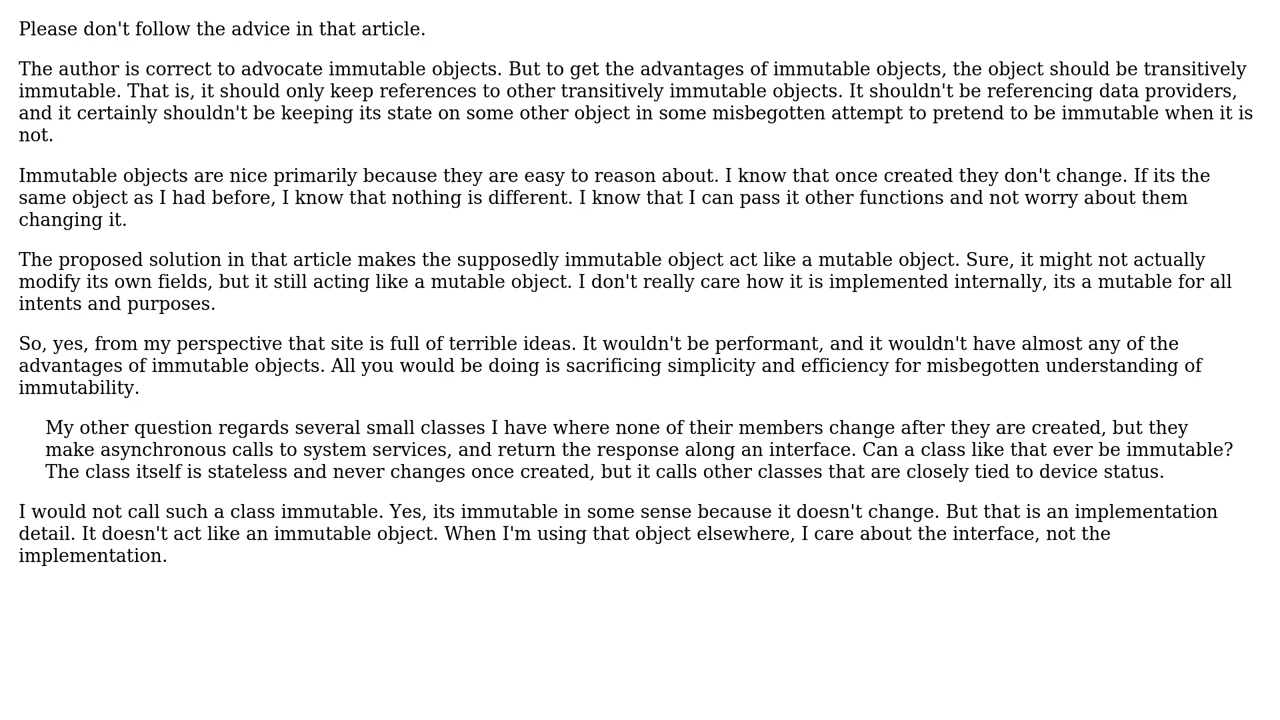 Please don't follow the advice in that article.
The author is correct to advocate immutable objects. But to get the advantages of immutable objects, the object should be transitively
immutable. That is, it should only keep references to other transitively immutable objects. It shouldn't be referencing data providers,
and it certainly shouldn't be keeping its state on some other object in some misbegotten attempt to pretend to be immutable when it is
not.
Immutable objects are nice primarily because they are easy to reason about. I know that once created they don't change. If its the
same object as I had before, I know that nothing is different. I know that I can pass it other functions and not worry about them
changing it.
The proposed solution in that article makes the supposedly immutable object act like a mutable object. Sure, it might not actually
modify its own fields, but it still acting like a mutable object. I don't really care how it is implemented internally, its a mutable for all
intents and purposes.
So, yes, from my perspective that site is full of terrible ideas. It wouldn't be performant, and it wouldn't have almost any of the
advantages of immutable objects. All you would be doing is sacrificing simplicity and efficiency for misbegotten understanding of
immutability.
My other question regards several small classes I have where none of their members change after they are created, but they
make asynchronous calls to system services, and return the response along an interface. Can a class like that ever be immutable?
The class itself is stateless and never changes once created, but it calls other classes that are closely tied to device status.
I would not call such a class immutable. Yes, its immutable in some sense because it doesn't change. But that is an implementation
detail. It doesn't act like an immutable object. When I'm using that object elsewhere, I care about the interface, not the
implementation.